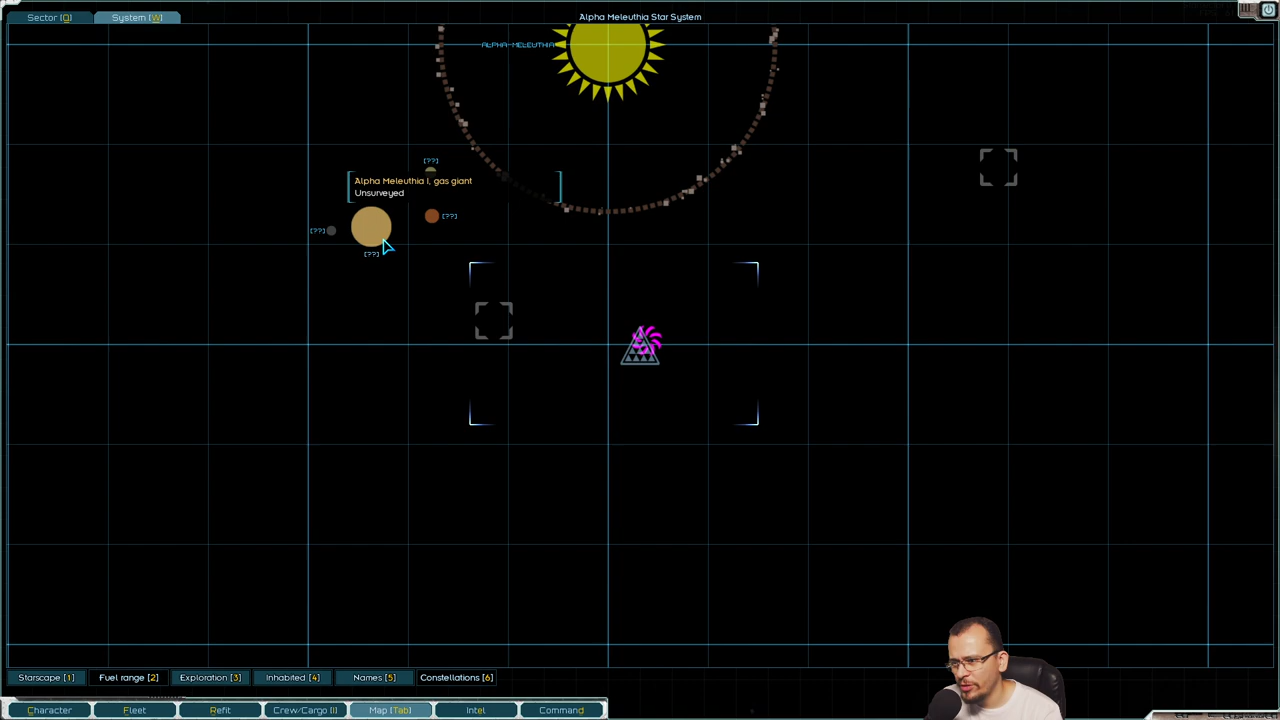 Sector [Q]
System [W]
Alpha Meleuthia Star System
ALPHA MELEUTHIA
[??]
Alpha Meleuthia I, gas giant
Unsurveyed
[??]
[??]
[??]
Starscape [1]
Fuel range [2]
Exploration [3]
Inhabited [4]
Names [5]
Constellations [6]
Character
Fleet
Refit
Crew/Cargo [I]
Map [Tab]
Intel
Command